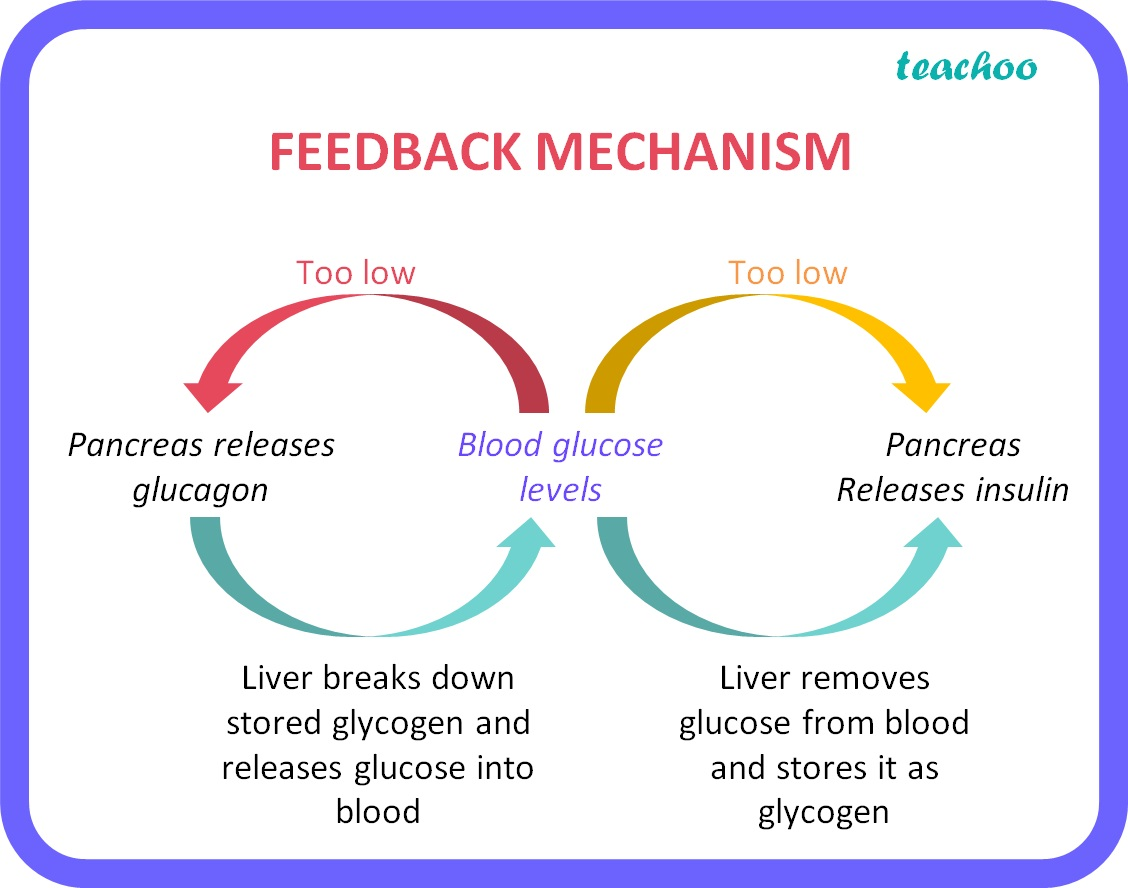 teachoo
FEEDBACK MECHANISM
Too low
Too low
Pancreas releases
glucagon
Blood glucose
levels
Pancreas
Releases insulin
Liver breaks down
stored glycogen and
releases glucose into
blood
Liver removes
glucose from blood
and stores it as
glycogen